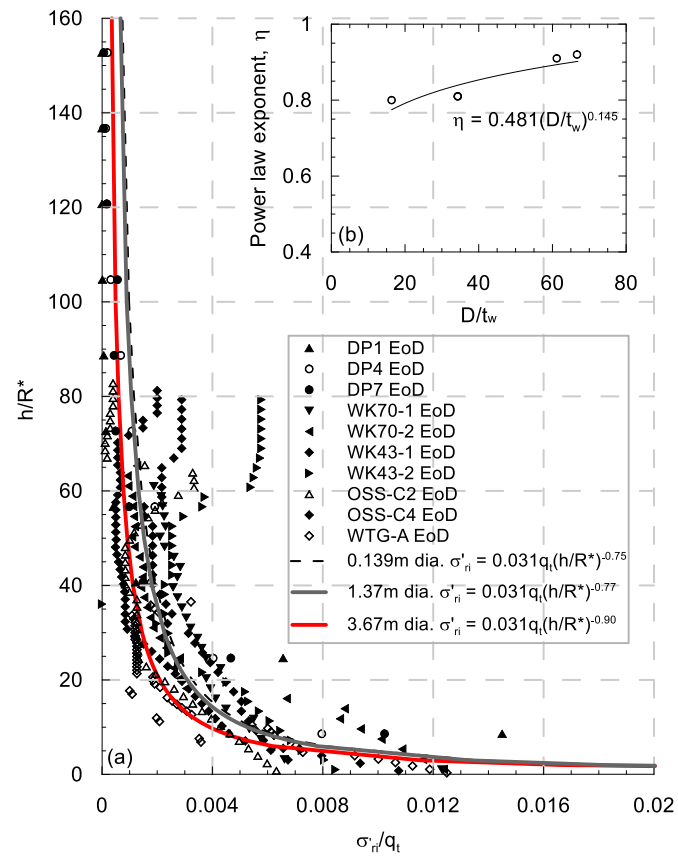 160
140
120
100
80
60
40
20
0
h/R*
(a)
0
0.004
0.008
0.012
0.016
0.02
σ'ri/qt
1
0.8
0.6
0.4
Power law exponent, η
η = 0.481(D/tw)^0.145
(b)
0
20
40
60
80
D/tw
DP1 EoD
DP4 EoD
DP7 EoD
WK70-1 EoD
WK70-2 EoD
WK43-1 EoD
WK43-2 EoD
OSS-C2 EoD
OSS-C4 EoD
WTG-A EoD
0.139m dia. σ'ri = 0.031qt(h/R*)^-0.75
1.37m dia. σ'ri = 0.031qt(h/R*)^-0.77
3.67m dia. σ'ri = 0.031qt(h/R*)^-0.90